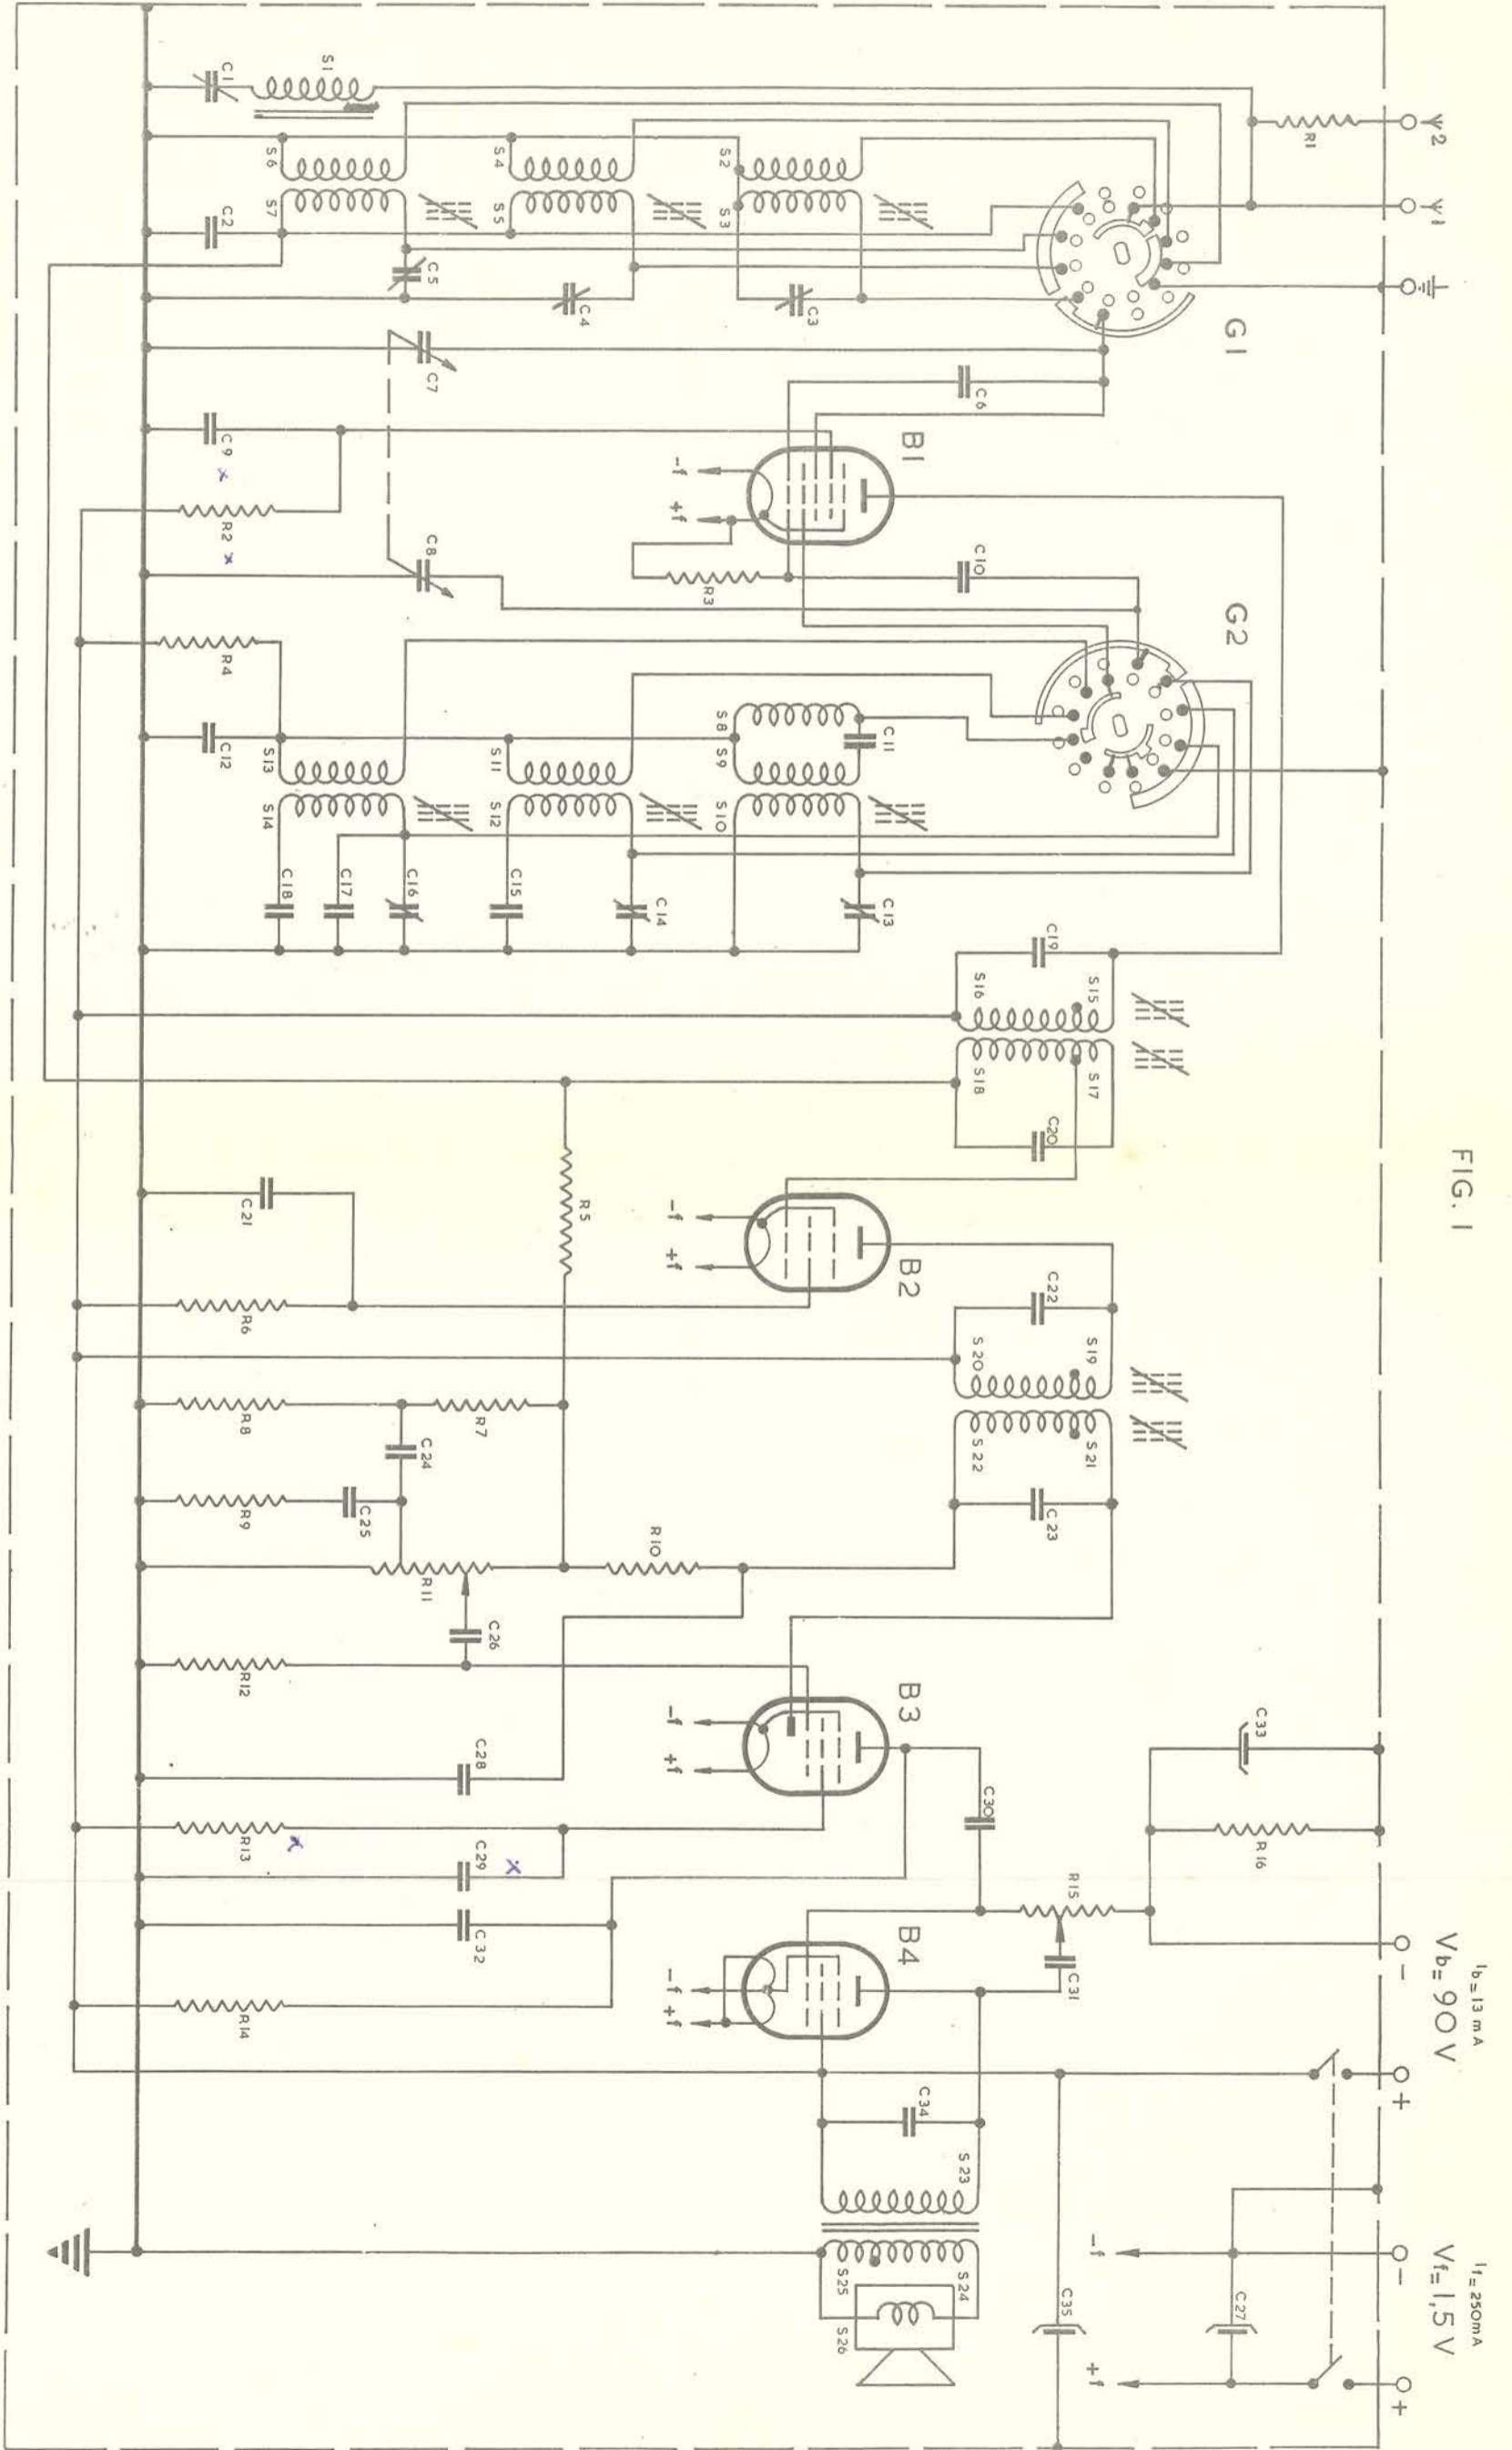 FIG. 1
Y2
Y1
R1
G1
S1
C1
S6
S7
S4
S5
S2
S3
C2
C5
C4
C3
C7
C6
C9
R2
B1
-f
+f
C8
R3
C10
G2
R4
C12
S13
S14
S11
S12
S8
S9
S10
C11
C18
C17
C16
C15
C14
C13
C19
S16
S15
S18
S17
C20
R5
C21
R6
B2
-f
+f
C22
S20
S19
S22
S21
C23
R8
R7
C24
R9
C25
R10
R11
C26
R12
B3
-f
+f
C28
R13
C29
C32
R14
C30
C33
R16
R15
C31
B4
-f
+f
C34
S23
S24
S25
S26
C35
C27
-f
+f
Ib = 13 mA
Vb = 90 V
-
+
If = 250mA
Vf = 1,5 V
-
+